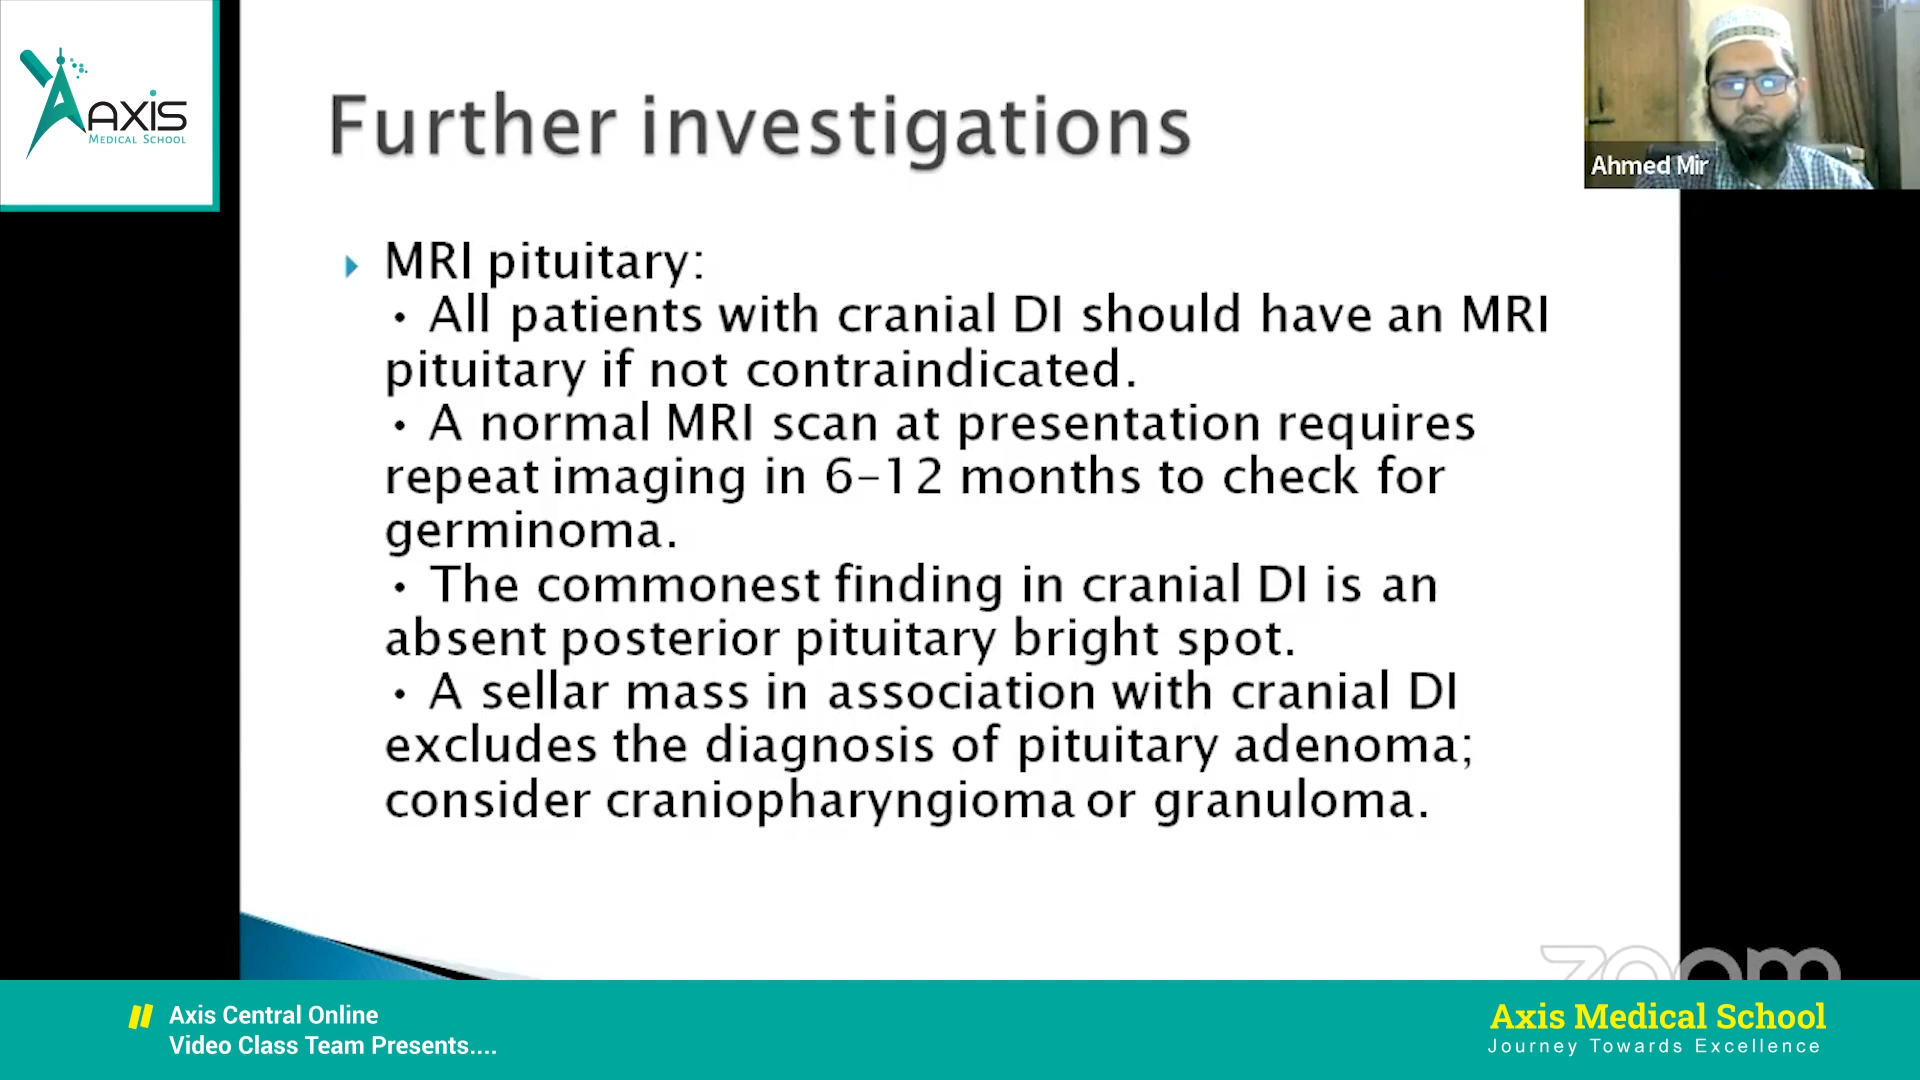 AXIS
MEDICAL SCHOOL
Further investigations
Ahmed Mir
MRI pituitary:
• All patients with cranial DI should have an MRI
pituitary if not contraindicated.
• A normal MRI scan at presentation requires
repeat imaging in 6-12 months to check for
germinoma.
• The commonest finding in cranial DI is an
absent posterior pituitary bright spot.
• A sellar mass in association with cranial DI
excludes the diagnosis of pituitary adenoma;
consider craniopharyngioma or granuloma.
zoom
Axis Central Online
Video Class Team Presents....
Axis Medical School
Journey Towards Excellence